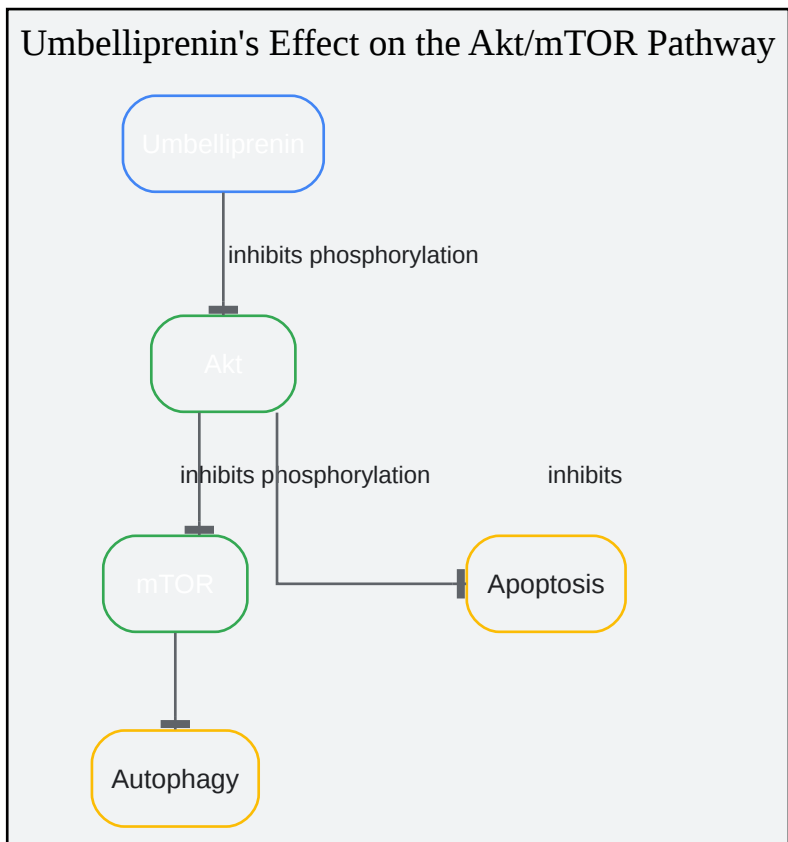 Umbelliprenin's Effect on the Akt/mTOR Pathway
Umbelliprenin
inhibits phosphorylation
Akt
inhibits phosphorylation
inhibits
mTOR
Apoptosis
Autophagy